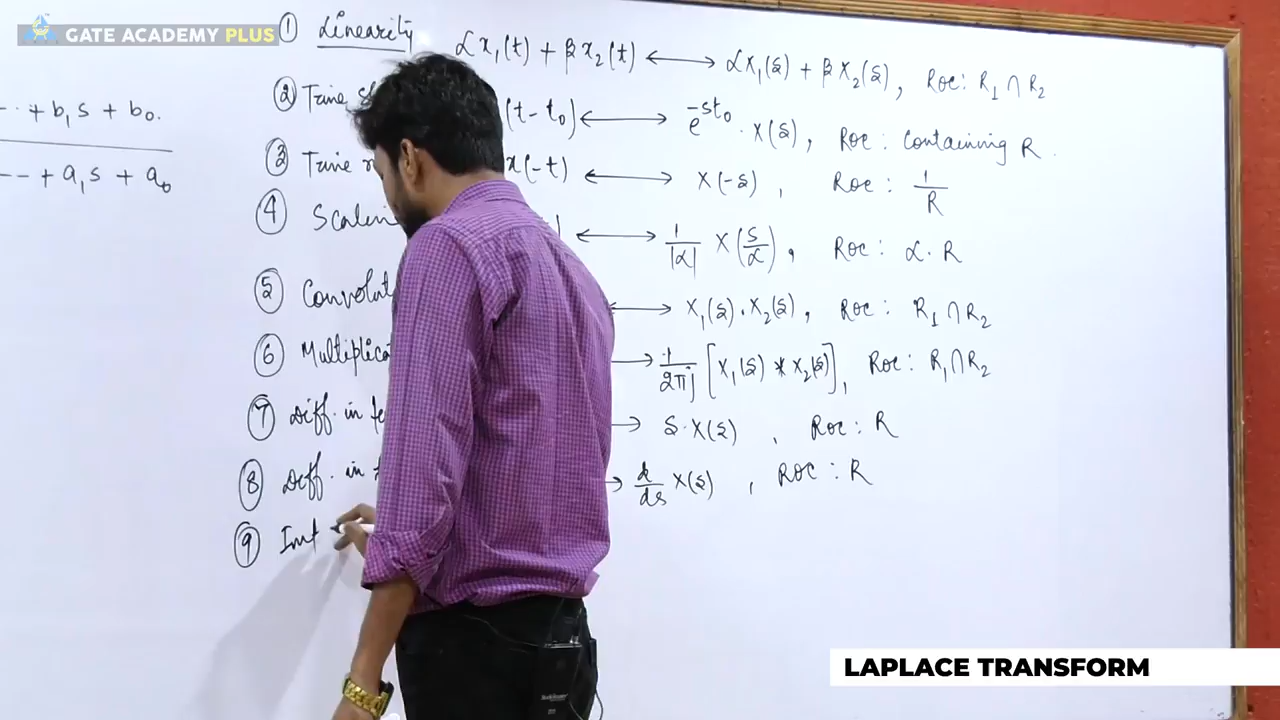 GATE ACADEMY PLUS
--- + b₁s + b₀.
--- + a₁s + a₀
① Linearity αx₁(t) + βx₂(t) ⟷ αX₁(s) + βX₂(s), ROC: R₁ ∩ R₂
② Time (t-t₀) ⟷ e^-st₀ · X(s), ROC: containing R.
③ Time x(-t) ⟷ X(-s), ROC: 1/R
④ Scalin ⟷ 1/|α| X(s/α), ROC: α·R
⑤ Convolut ⟷ X₁(s)·X₂(s), ROC: R₁ ∩ R₂
⑥ Multiplica → 1/2πj [X₁(s) * X₂(s)], ROC: R₁ ∩ R₂
⑦ Diff. in → s·X(s), ROC: R
⑧ Diff. in → d/ds X(s), ROC: R
⑨ Int
LAPLACE TRANSFORM